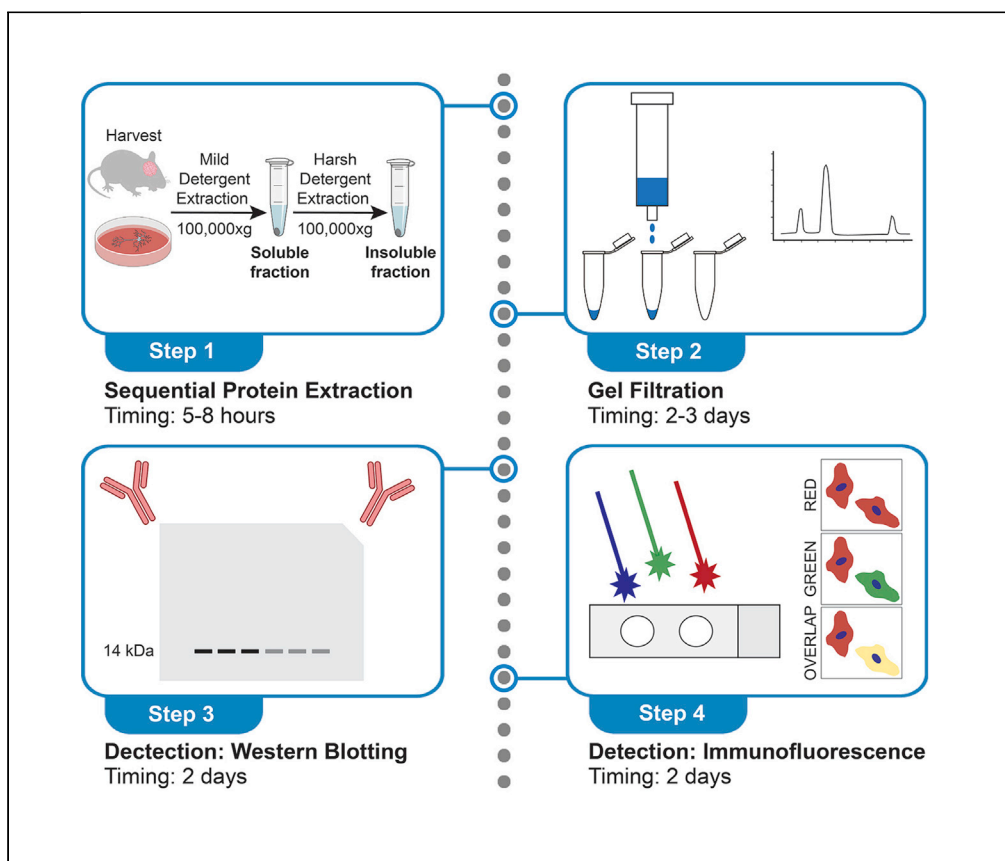 Harvest
Mild
Detergent
Extraction
100,000xg
Soluble
fraction
Harsh
Detergent
Extraction
100,000xg
Insoluble
fraction
Step 1
Sequential Protein Extraction
Timing: 5-8 hours
Step 2
Gel Filtration
Timing: 2-3 days
14 kDa
Step 3
Dectection: Western Blotting
Timing: 2 days
RED
GREEN
OVERLAP
Step 4
Detection: Immunofluorescence
Timing: 2 days